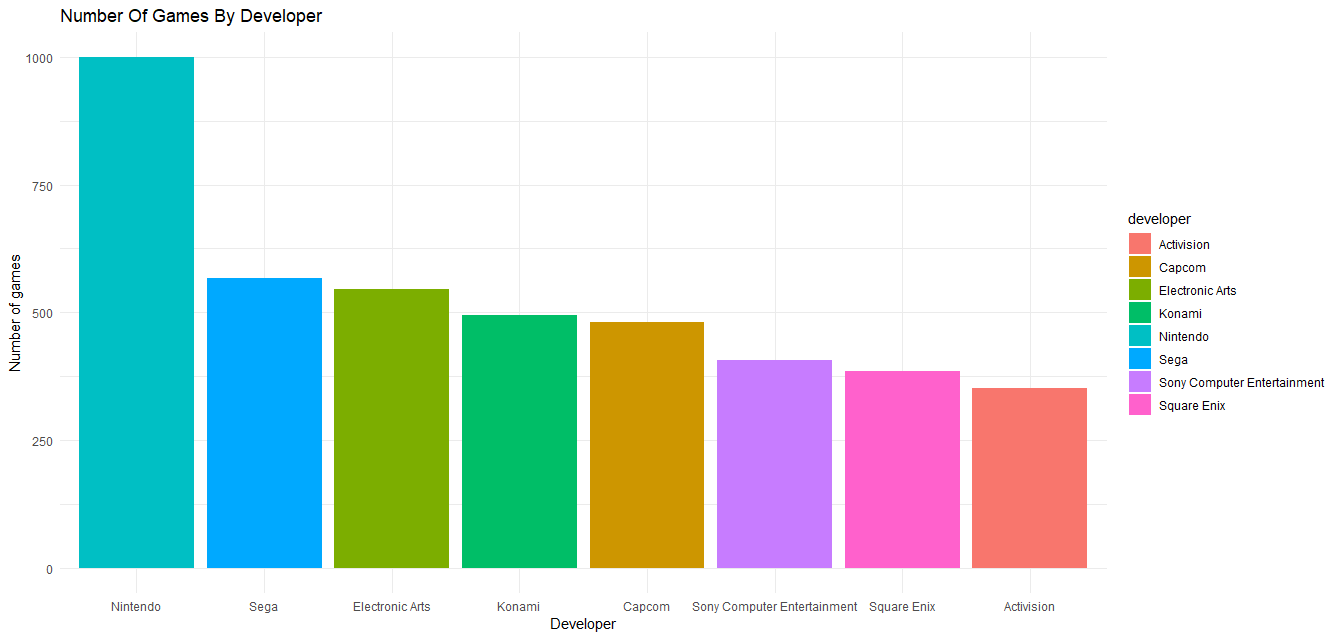 Number Of Games By Developer
Number of games
1000
750
500
250
0
Nintendo
Sega
Electronic Arts
Konami
Capcom
Sony Computer Entertainment
Square Enix
Activision
Developer
developer
Activision
Capcom
Electronic Arts
Konami
Nintendo
Sega
Sony Computer Entertainment
Square Enix